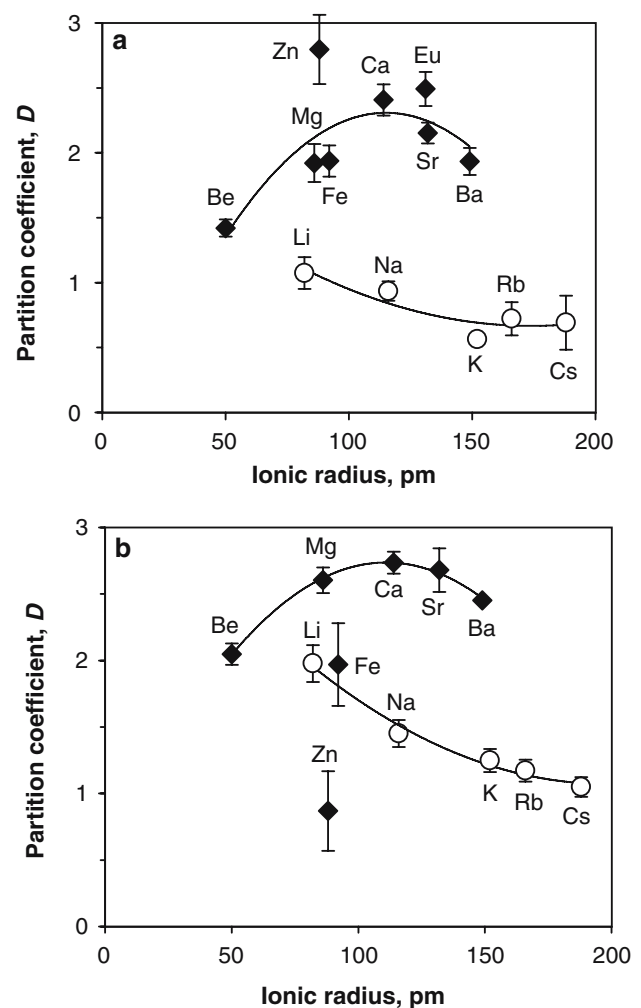 a
3
Zn
Ca
Eu
Mg
2
Fe
Sr
Ba
Be
Li
Na
Rb
1
K
Cs
0
0 50 100 150 200
Partition coefficient, D
Ionic radius, pm
b
3
Mg
Ca
Sr
Ba
Be
2
Li
Fe
Na
Zn
K
Rb
Cs
1
0
0 50 100 150 200
Partition coefficient, D
Ionic radius, pm